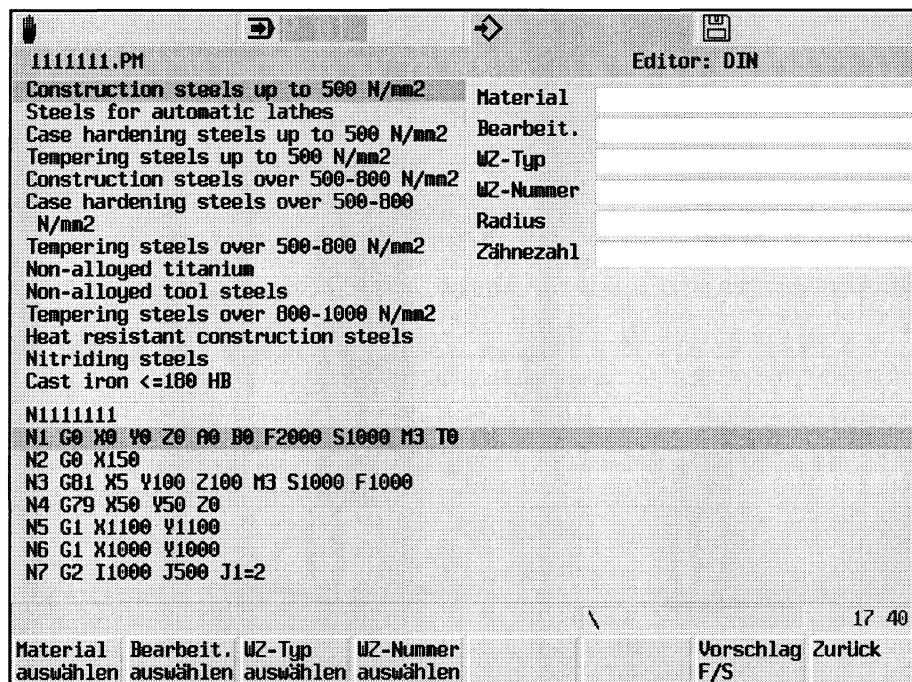 1111111.PM
Editor: DIN
Construction steels up to 500 N/mm2
Steels for automatic lathes
Case hardening steels up to 500 N/mm2
Tempering steels up to 500 N/mm2
Construction steels over 500-800 N/mm2
Case hardening steels over 500-800
N/mm2
Tempering steels over 500-800 N/mm2
Non-alloyed titanium
Non-alloyed tool steels
Tempering steels over 800-1000 N/mm2
Heat resistant construction steels
Nitriding steels
Cast iron <=180 HB
Material
Bearbeit.
WZ-Typ
WZ-Nummer
Radius
Zähnezahl
N1111111
N1 G0 X0 Y0 Z0 A0 B0 F2000 S1000 M3 T0
N2 G0 X150
N3 G81 X5 Y100 Z100 M3 S1000 F1000
N4 G79 X50 Y50 Z0
N5 G1 X1100 Y1100
N6 G1 X1000 Y1000
N7 G2 I1000 J500 J1=2
\ 17 40
Material Bearbeit. WZ-Typ WZ-Nummer Vorschlag Zurück
auswählen auswählen auswählen auswählen F/S